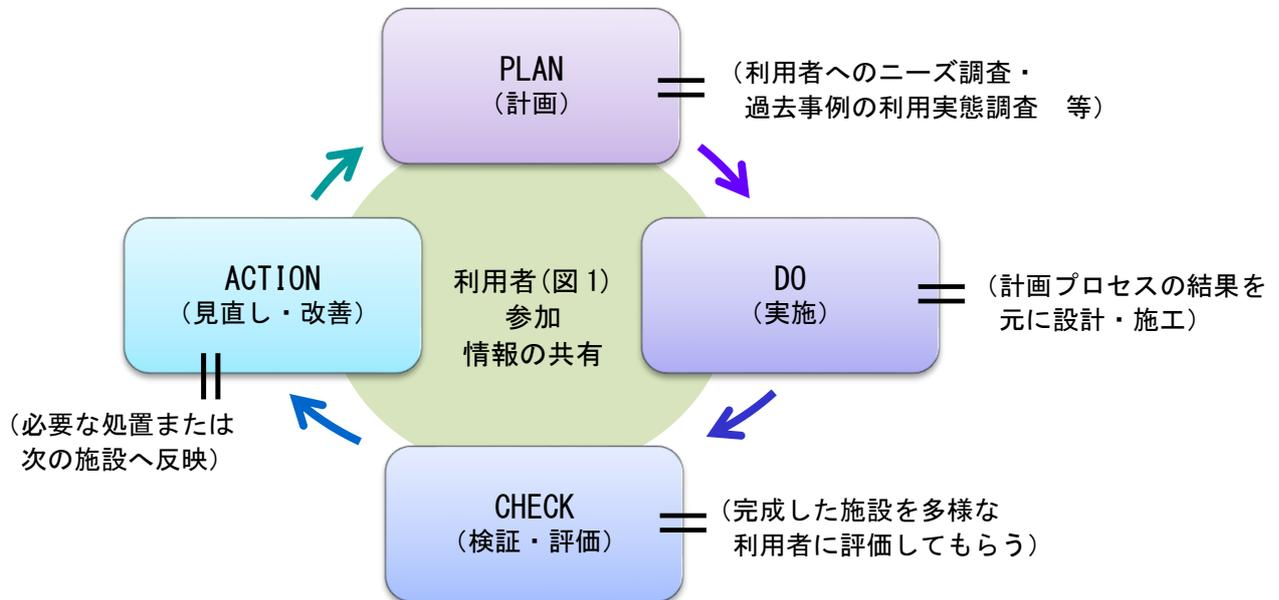 PLAN
（計画）
（利用者へのニーズ調査・
過去事例の利用実態調査　等）
DO
（実施）
（計画プロセスの結果を
元に設計・施工）
CHECK
（検証・評価）
（完成した施設を多様な
利用者に評価してもらう）
ACTION
（見直し・改善）
（必要な処置または
次の施設へ反映）
利用者(図 1)
参加
情報の共有